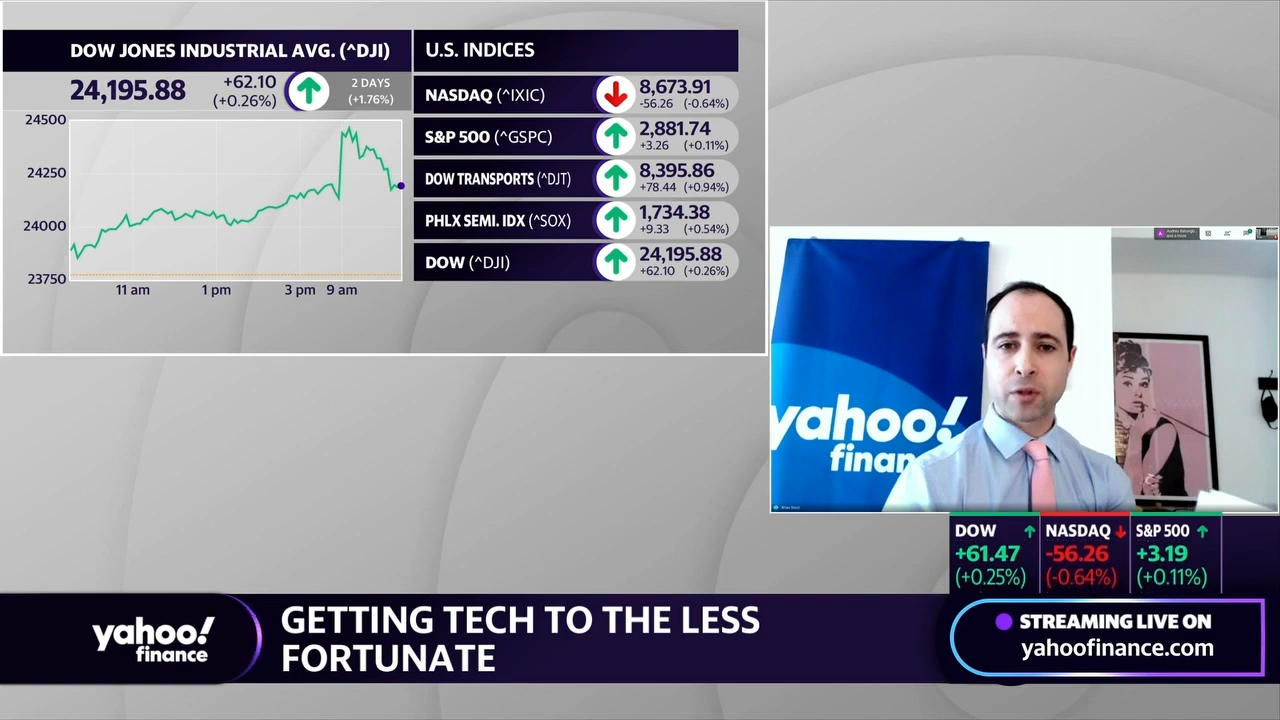 DOW JONES INDUSTRIAL AVG. (^DJI)
24,195.88
+62.10
(+0.26%)
2 DAYS
(+1.76%)
24500
24250
24000
23750
11 am
1 pm
3 pm
9 am
U.S. INDICES
NASDAQ (^IXIC)
8,673.91
-56.26 (-0.64%)
S&P 500 (^GSPC)
2,881.74
+3.26 (+0.11%)
DOW TRANSPORTS (^DJT)
8,395.86
+78.44 (+0.94%)
PHLX SEMI. IDX (^SOX)
1,734.38
+9.33 (+0.54%)
DOW (^DJI)
24,195.88
+62.10 (+0.26%)
yahoo!
finan
DOW
+61.47
(+0.25%)
NASDAQ
-56.26
(-0.64%)
S&P 500
+3.19
(+0.11%)
yahoo!
finance
GETTING TECH TO THE LESS
FORTUNATE
STREAMING LIVE ON
yahoofinance.com